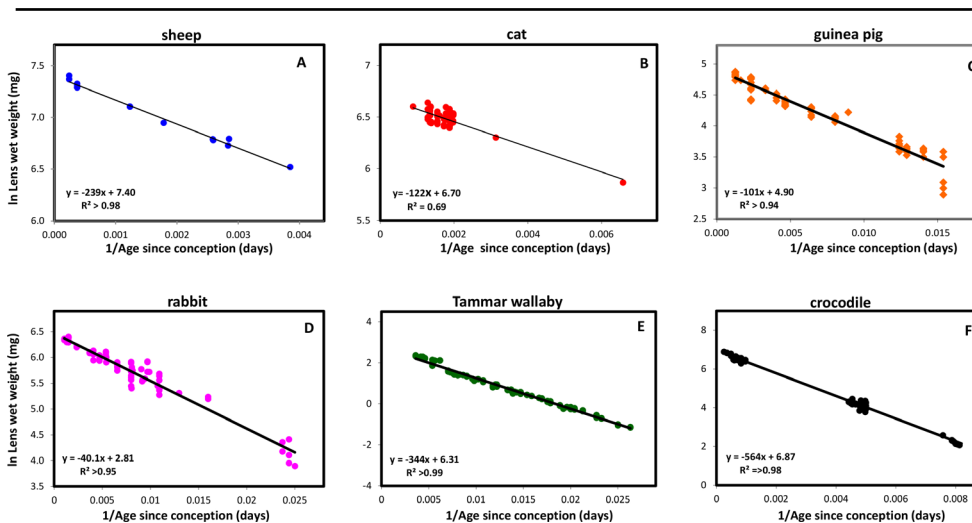 sheep
A
ln Lens wet weight (mg)
7.5
7.0
6.5
6.0
y = -239x + 7.40
R² > 0.98
0.000 0.001 0.002 0.003 0.004
1/Age since conception (days)
cat
B
7
6.5
6
5.5
y = -122X + 6.70
R² = 0.69
0 0.002 0.004 0.006
1/Age since conception (days)
guinea pig
C
5.0
4.5
4.0
3.5
3.0
2.5
y = -101x + 4.90
R² > 0.94
0.000 0.005 0.010 0.015
1/Age since conception (days)
rabbit
D
ln Lens wet weight (mg)
6.5
6.0
5.5
5.0
4.5
4.0
3.5
y = -40.1x + 2.81
R² >0.95
0 0.005 0.01 0.015 0.02 0.025
1/Age since conception (days)
Tammar wallaby
E
4
2
0
-2
-4
y = -344x + 6.31
R² >0.99
0.005 0.01 0.015 0.02 0.025
1/Age since conception (days)
crocodile
F
8
6
4
2
0
y = -564x + 6.87
R² =>0.98
0 0.002 0.004 0.006 0.008
1/Age since conception (days)